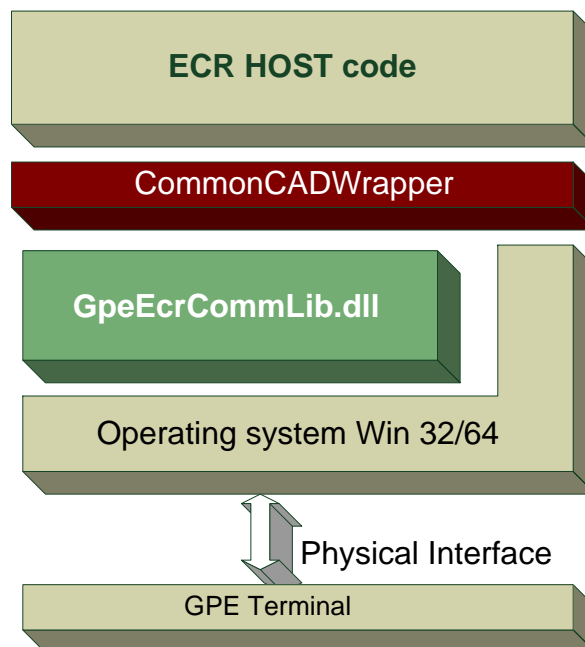 ECR HOST code
CommonCADWrapper
GpeEcrCommLib.dll
Operating system Win 32/64
Physical Interface
GPE Terminal